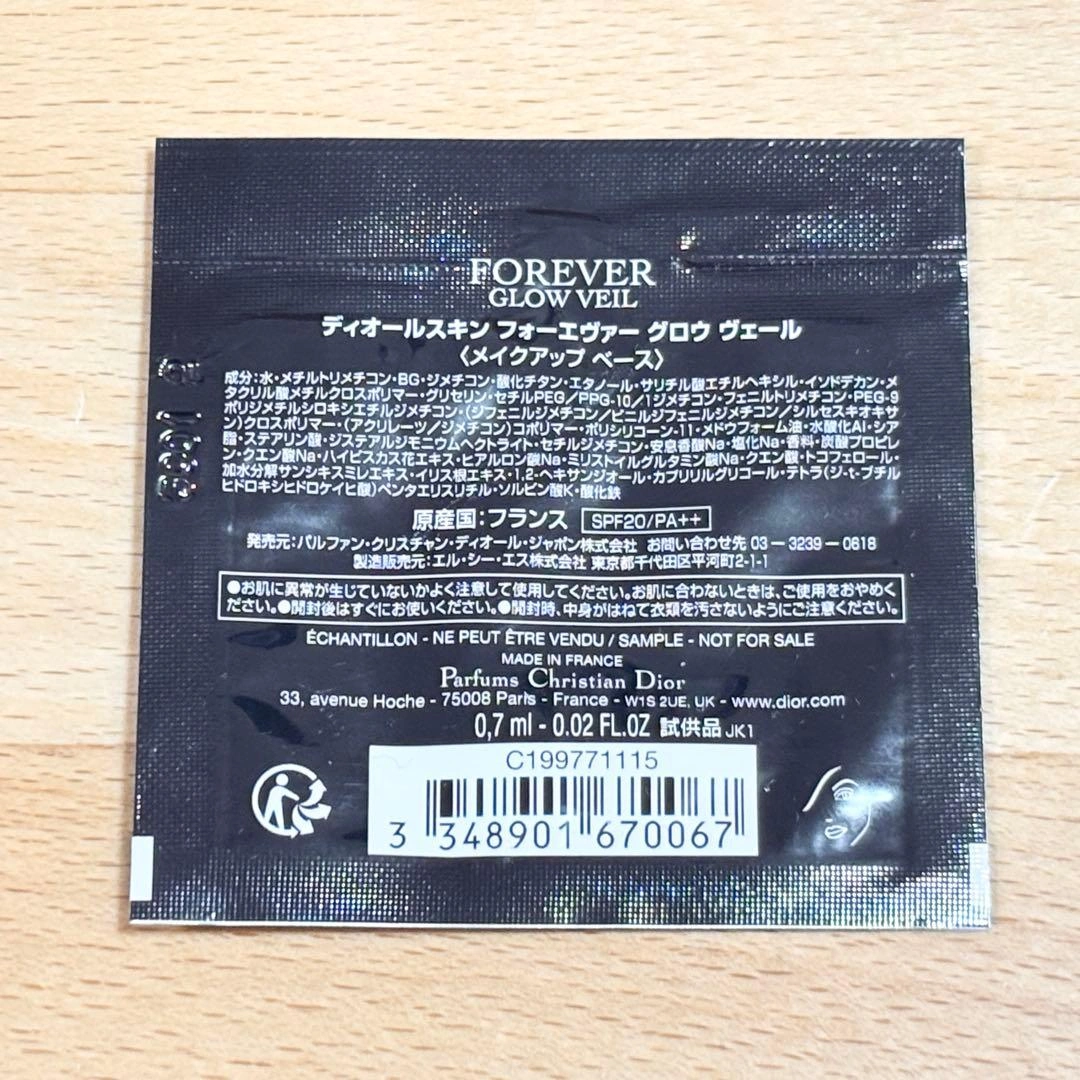 FOREVER
GLOW VEIL
ディオールスキン フォーエヴァー グロウ ヴェール
〈メイクアップ ベース〉
成分：水・メチルトリメチコン・BG・ジメチコン・酸化チタン・エタノール・サリチル酸エチルヘキシル・イソドデカン・メ
タクリル酸メチルクロスポリマー・グリセリン・セチルPEG/PPG-10/1ジメチコン・フェニルトリメチコン・PEG-9
ポリジメチルシロキシエチルジメチコン・(ジフェニルジメチコン/ビニルジフェニルジメチコン/シルセスキオキサ
ン)クロスポリマー・(アクリレーツ/ジメチコン)コポリマー・ポリシリコーン-11・メドウフォーム油・水酸化Al・シア
脂・ステアリン酸・ジステアルジモニウムヘクトライト・セチルジメチコン・安息香酸Na・塩化Na・香料・炭酸プロピレ
ン・クエン酸Na・ハイビスカス花エキス・ヒアルロン酸Na・ミリストイルグルタミン酸Na・クエン酸・トコフェロール・
加水分解サンシキスミレエキス・イリス根エキス・1,2-ヘキサンジオール・カプリリルグリコール・テトラ(ジ-t-ブチル
ヒドロキシヒドロケイヒ酸)ペンタエリスリチル・ソルビン酸K・酸化鉄
原産国：フランス SPF20/PA++
発売元：パルファン・クリスチャン・ディオール・ジャポン株式会社 お問い合わせ先 03－3239－0618
製造販売元：エル・シー・エス株式会社 東京都千代田区平河町2-1-1
●お肌に異常が生じていないかよく注意して使用してください。お肌に合わないときは、ご使用をおやめく
ださい。●開封後はすぐにお使いください。●開封時、中身がはねて衣類を汚さないようにご注意ください。
ÉCHANTILLON - NE PEUT ÊTRE VENDU / SAMPLE - NOT FOR SALE
MADE IN FRANCE
Parfums Christian Dior
33, avenue Hoche - 75008 Paris - France - W1S 2UE, UK - www.dior.com
0,7 ml - 0.02 FL.OZ 試供品 JK1
C199771115
3 348901 670067